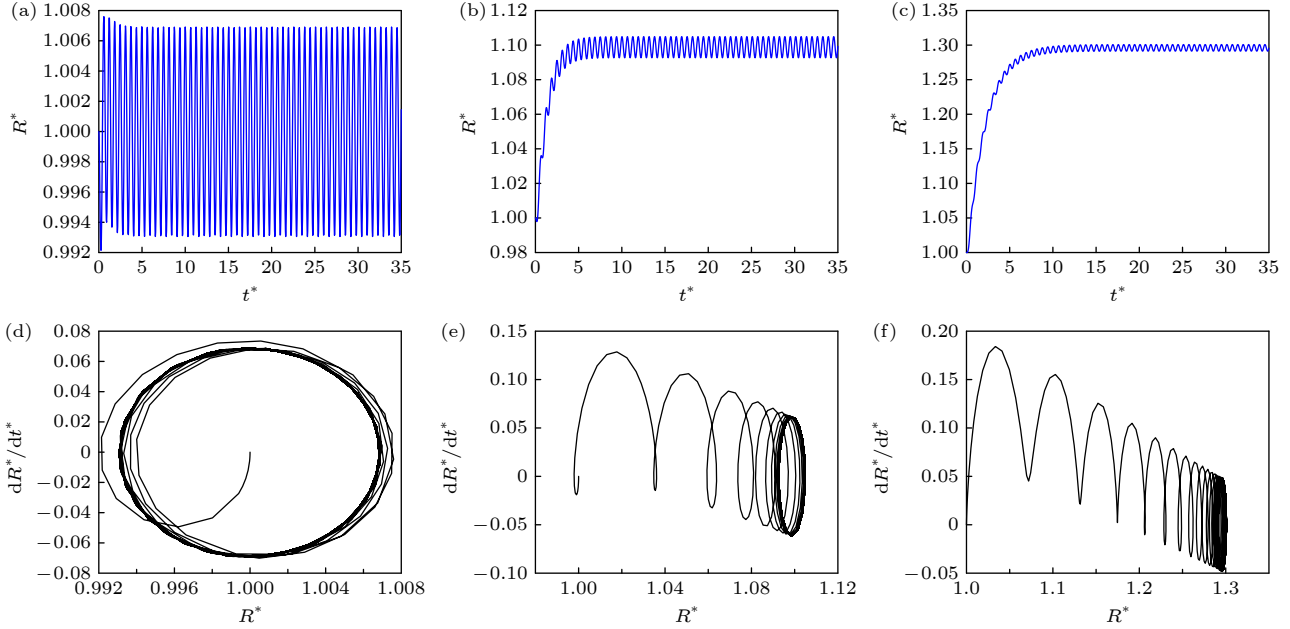 (a)
1.008
1.006
1.004
1.002
1.000
0.998
0.996
0.994
0.992
R*
0 5 10 15 20 25 30 35
t*
(b)
1.12
1.10
1.08
1.06
1.04
1.02
1.00
0.98
R*
0 5 10 15 20 25 30 35
t*
(c)
1.35
1.30
1.25
1.20
1.15
1.10
1.05
1.00
R*
0 5 10 15 20 25 30 35
t*
(d)
0.08
0.06
0.04
0.02
0
−0.02
−0.04
−0.06
−0.08
dR*/dt*
0.992 0.996 1.000 1.004 1.008
R*
(e)
0.15
0.10
0.05
0
−0.05
−0.10
dR*/dt*
1.00 1.04 1.08 1.12
R*
(f)
0.20
0.15
0.10
0.05
0
−0.05
dR*/dt*
1.0 1.1 1.2 1.3
R*